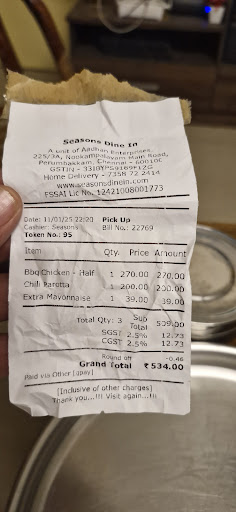 Seasons Dine In
A unit of Aadhan Enterprises,
225/3A, Nookampalayam Main Road,
Perumbakkam, Chennai - 600100
Home Delivery - 7358 72 2414
www.seasonsdinein.com
FSSAI Lic No. 12421008001773
Date: 11/01/25 22:20 Pick Up
Cashier: Seasons Bill No.: 22769
Token No.: 95
Item Qty. Price Amount
Bbq Chicken - Half 1 270.00 270.00
Chili Parotta 1 200.00 200.00
Extra Mayonnaise 1 39.00 39.00
Total Qty: 3 Sub Total 509.00
SGST 2.5% 12.73
CGST 2.5% 12.73
Round off -0.46
Grand Total ₹ 534.00
Paid via Other [gpay]
[Inclusive of other charges]
Thank you...!!! Visit again...!!!